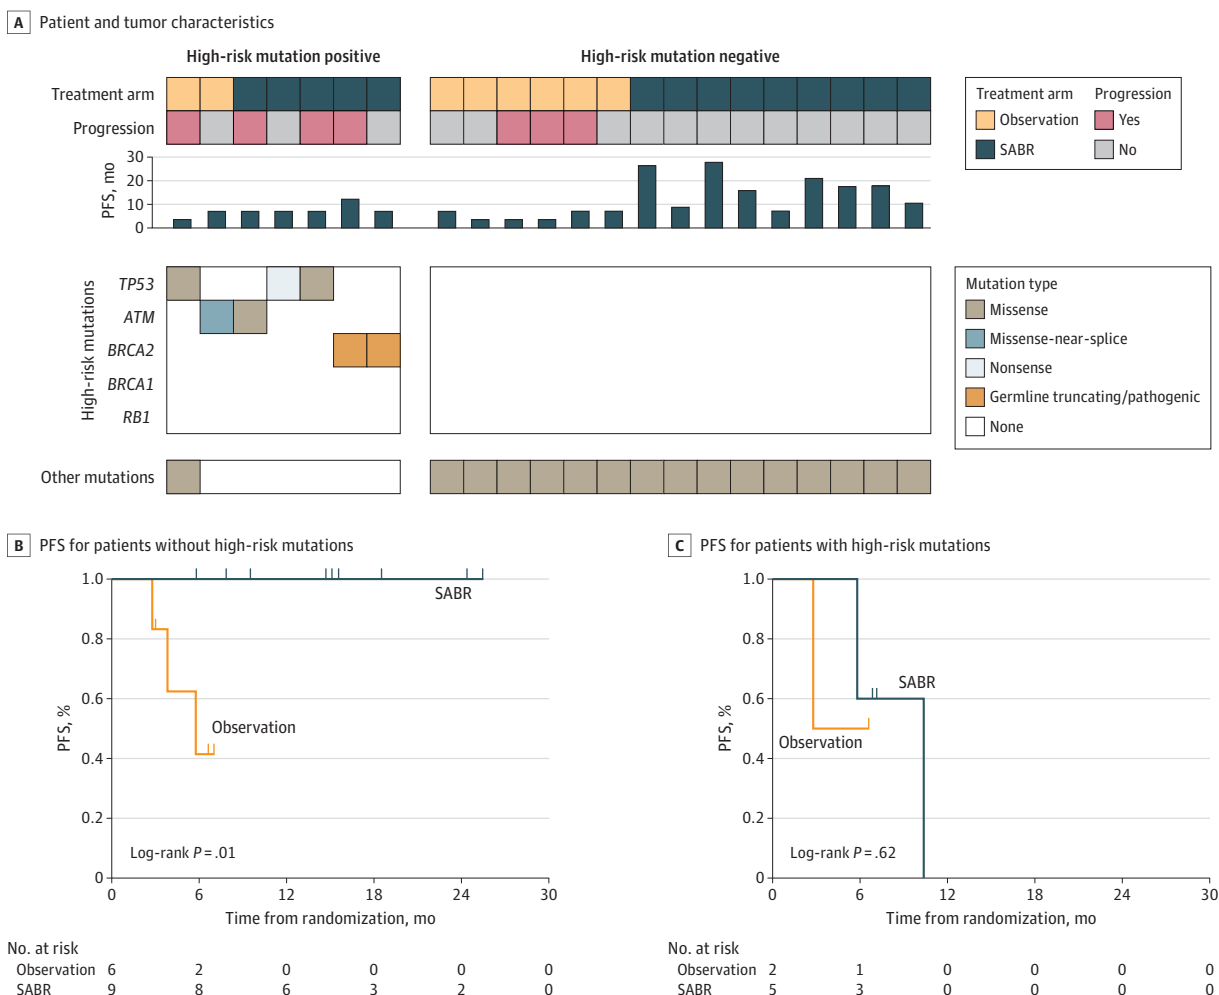 A Patient and tumor characteristics
High-risk mutation positive
High-risk mutation negative
Treatment arm
Progression
Treatment arm
Observation
SABR
Progression
Yes
No
PFS, mo
30
20
10
0
High-risk mutations
TP53
ATM
BRCA2
BRCA1
RB1
Other mutations
Mutation type
Missense
Missense-near-splice
Nonsense
Germline truncating/pathogenic
None
B PFS for patients without high-risk mutations
PFS, %
1.0
0.8
0.6
0.4
0.2
0
SABR
Observation
Log-rank P = .01
0 6 12 18 24 30
Time from randomization, mo
No. at risk
Observation 6 2 0 0 0 0
SABR 9 8 6 3 2 0
C PFS for patients with high-risk mutations
PFS, %
1.0
0.8
0.6
0.4
0.2
0
SABR
Observation
Log-rank P = .62
0 6 12 18 24 30
Time from randomization, mo
No. at risk
Observation 2 1 0 0 0 0
SABR 5 3 0 0 0 0